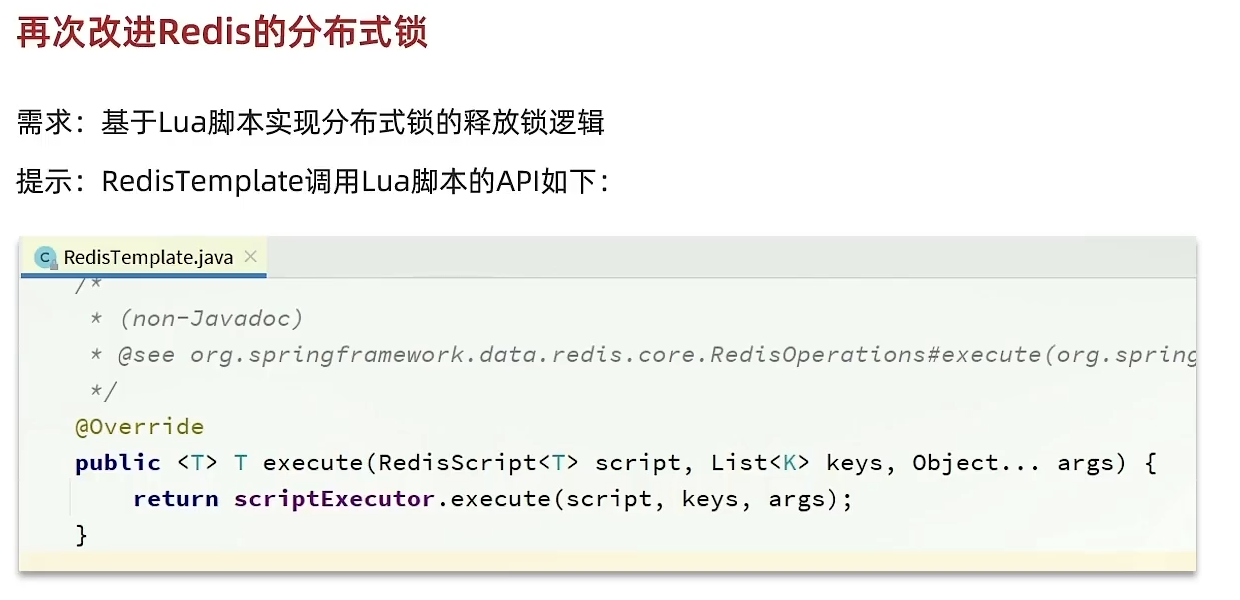 再次改进Redis的分布式锁
需求：基于Lua脚本实现分布式锁的释放锁逻辑
提示：RedisTemplate调用Lua脚本的API如下：
C RedisTemplate.java ×
/*
* (non-Javadoc)
* @see org.springframework.data.redis.core.RedisOperations#execute(org.spring
*/
@Override
public <T> T execute(RedisScript<T> script, List<K> keys, Object... args) {
return scriptExecutor.execute(script, keys, args);
}